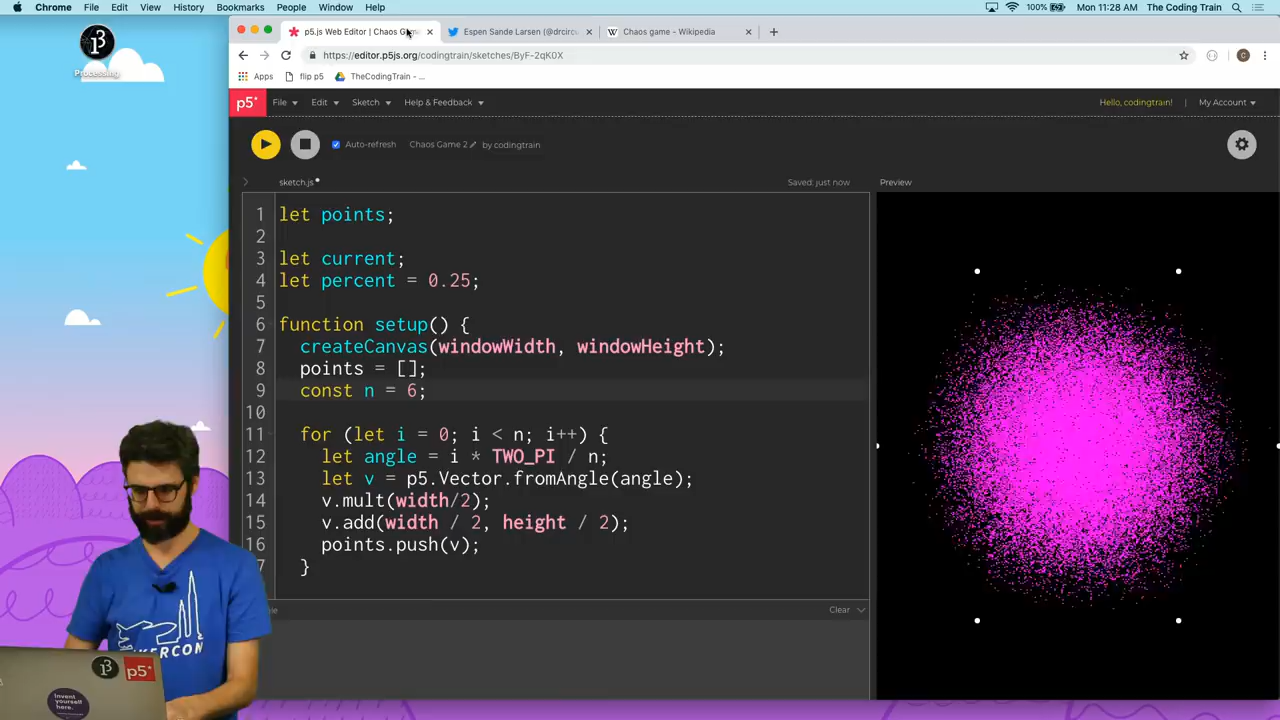 Chrome File Edit View History Bookmarks People Window Help 100% Mon 11:28 AM The Coding Train
Processing
p5.js Web Editor | Chaos Gam Espen Sande Larsen (@drcircu Chaos game - Wikipedia
https://editor.p5js.org/codingtrain/sketches/ByF-2qK0X
Apps flip p5 TheCodingTrain - ...
p5* File Edit Sketch Help & Feedback Hello, codingtrain! | My Account
Auto-refresh Chaos Game 2 by codingtrain
sketch.js Saved: just now Preview
1 let points;
2
3 let current;
4 let percent = 0.25;
5
6 function setup() {
7 createCanvas(windowWidth, windowHeight);
8 points = [];
9 const n = 6;
10
11 for (let i = 0; i < n; i++) {
12 let angle = i * TWO_PI / n;
13 let v = p5.Vector.fromAngle(angle);
14 v.mult(width/2);
15 v.add(width / 2, height / 2);
16 points.push(v);
7 }
Clear
p5*
Invent
yourself
here.